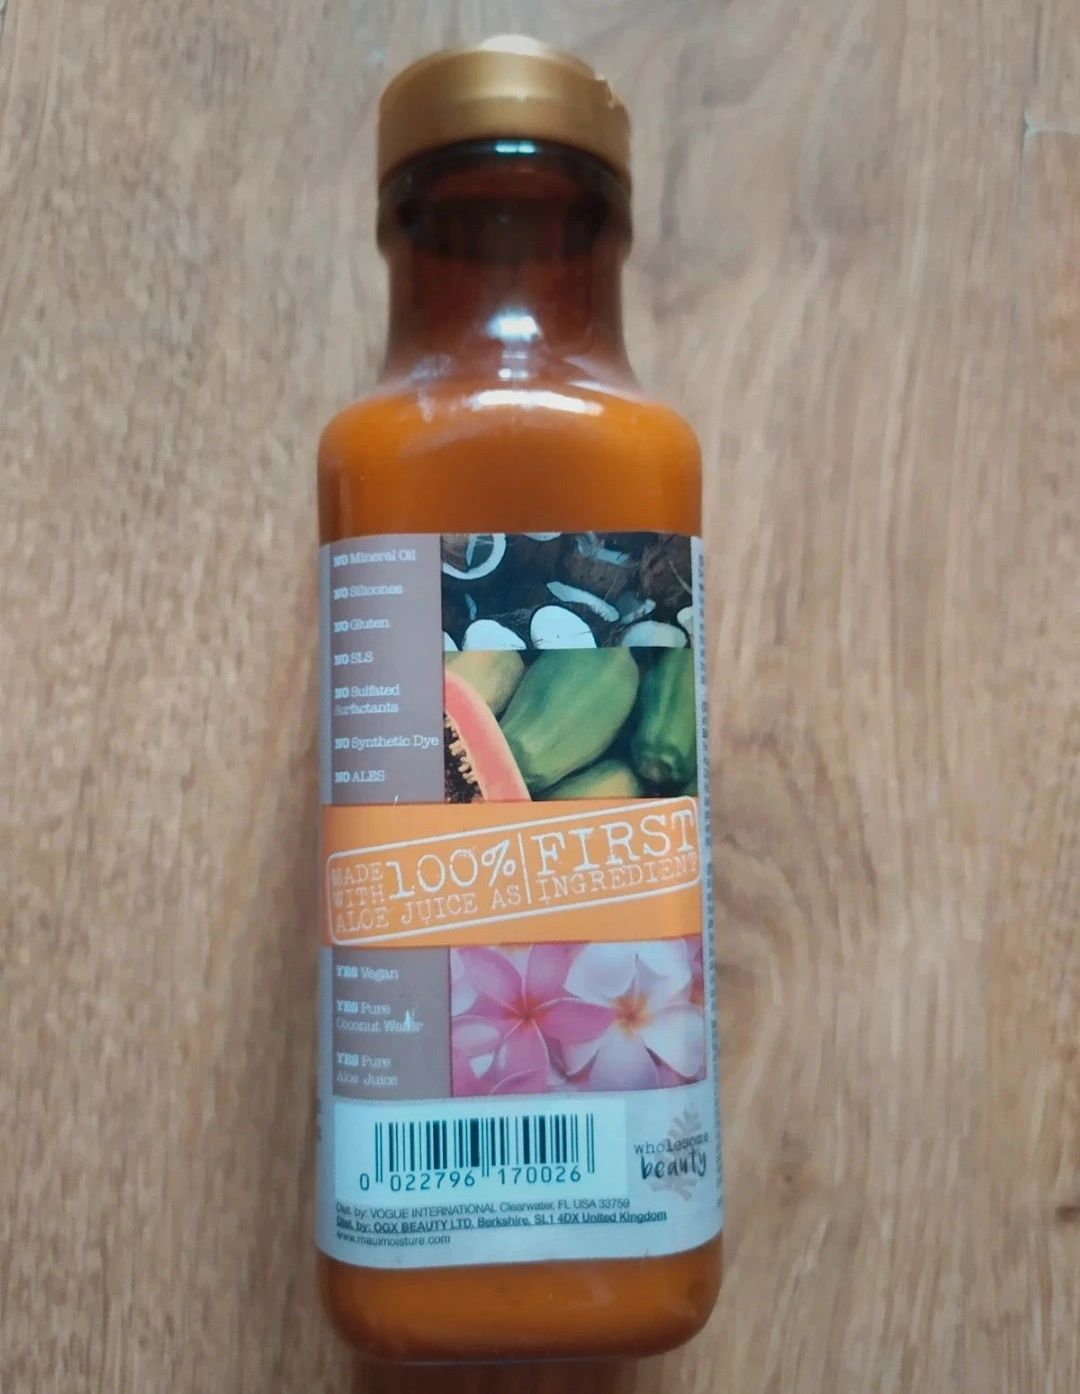 NO Mineral Oil
NO Silicones
NO Gluten
NO SLS
NO Sulfated
Surfactants
NO Synthetic Dye
NO ALES
MADE
WITH 100% FIRST
ALOE JUICE AS INGREDIENT
YES Vegan
YES Pure
Coconut Water
YES Pure
Aloe Juice
0 022796 170026
wholesome
beauty
Dist. by: VOGUE INTERNATIONAL Clearwater, FL USA 33759
Dist. by: OGX BEAUTY LTD. Berkshire, SL1 4DX United Kingdom
www.mauimoisture.com